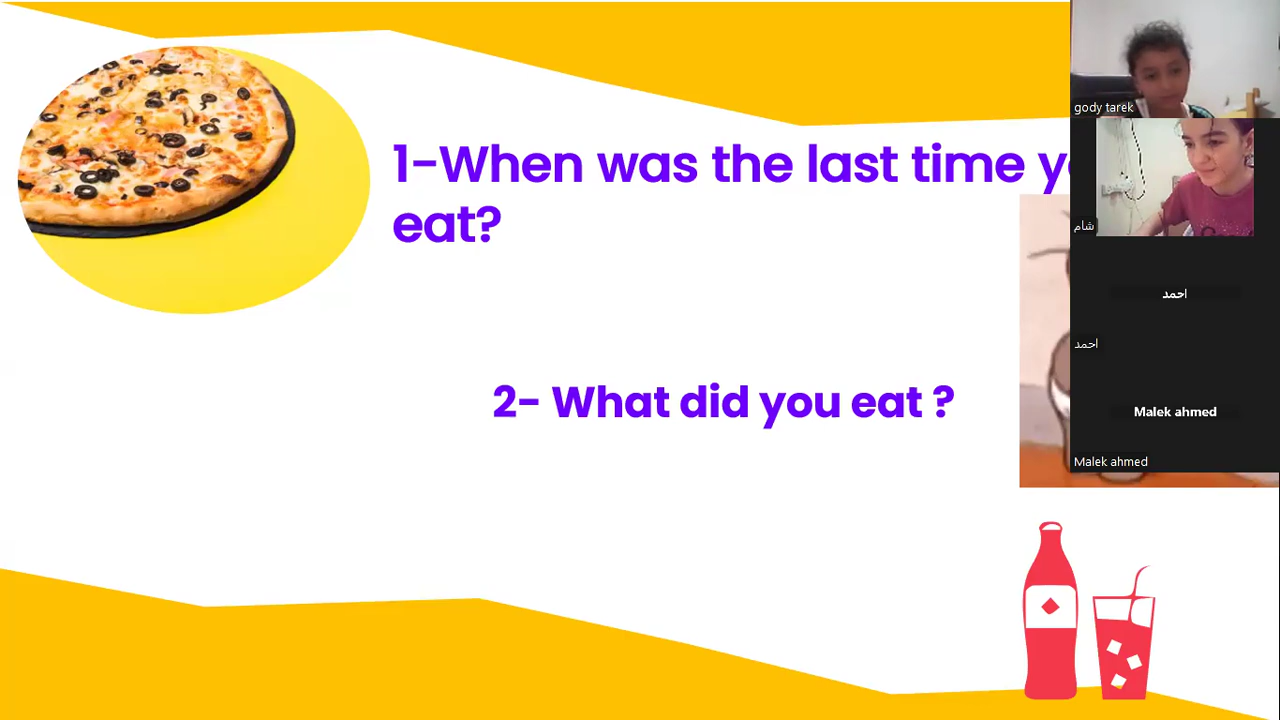 1-When was the last time
eat?
2- What did you eat ?
gody tarek
شام
احمد
احمد
Malek ahmed
Malek ahmed